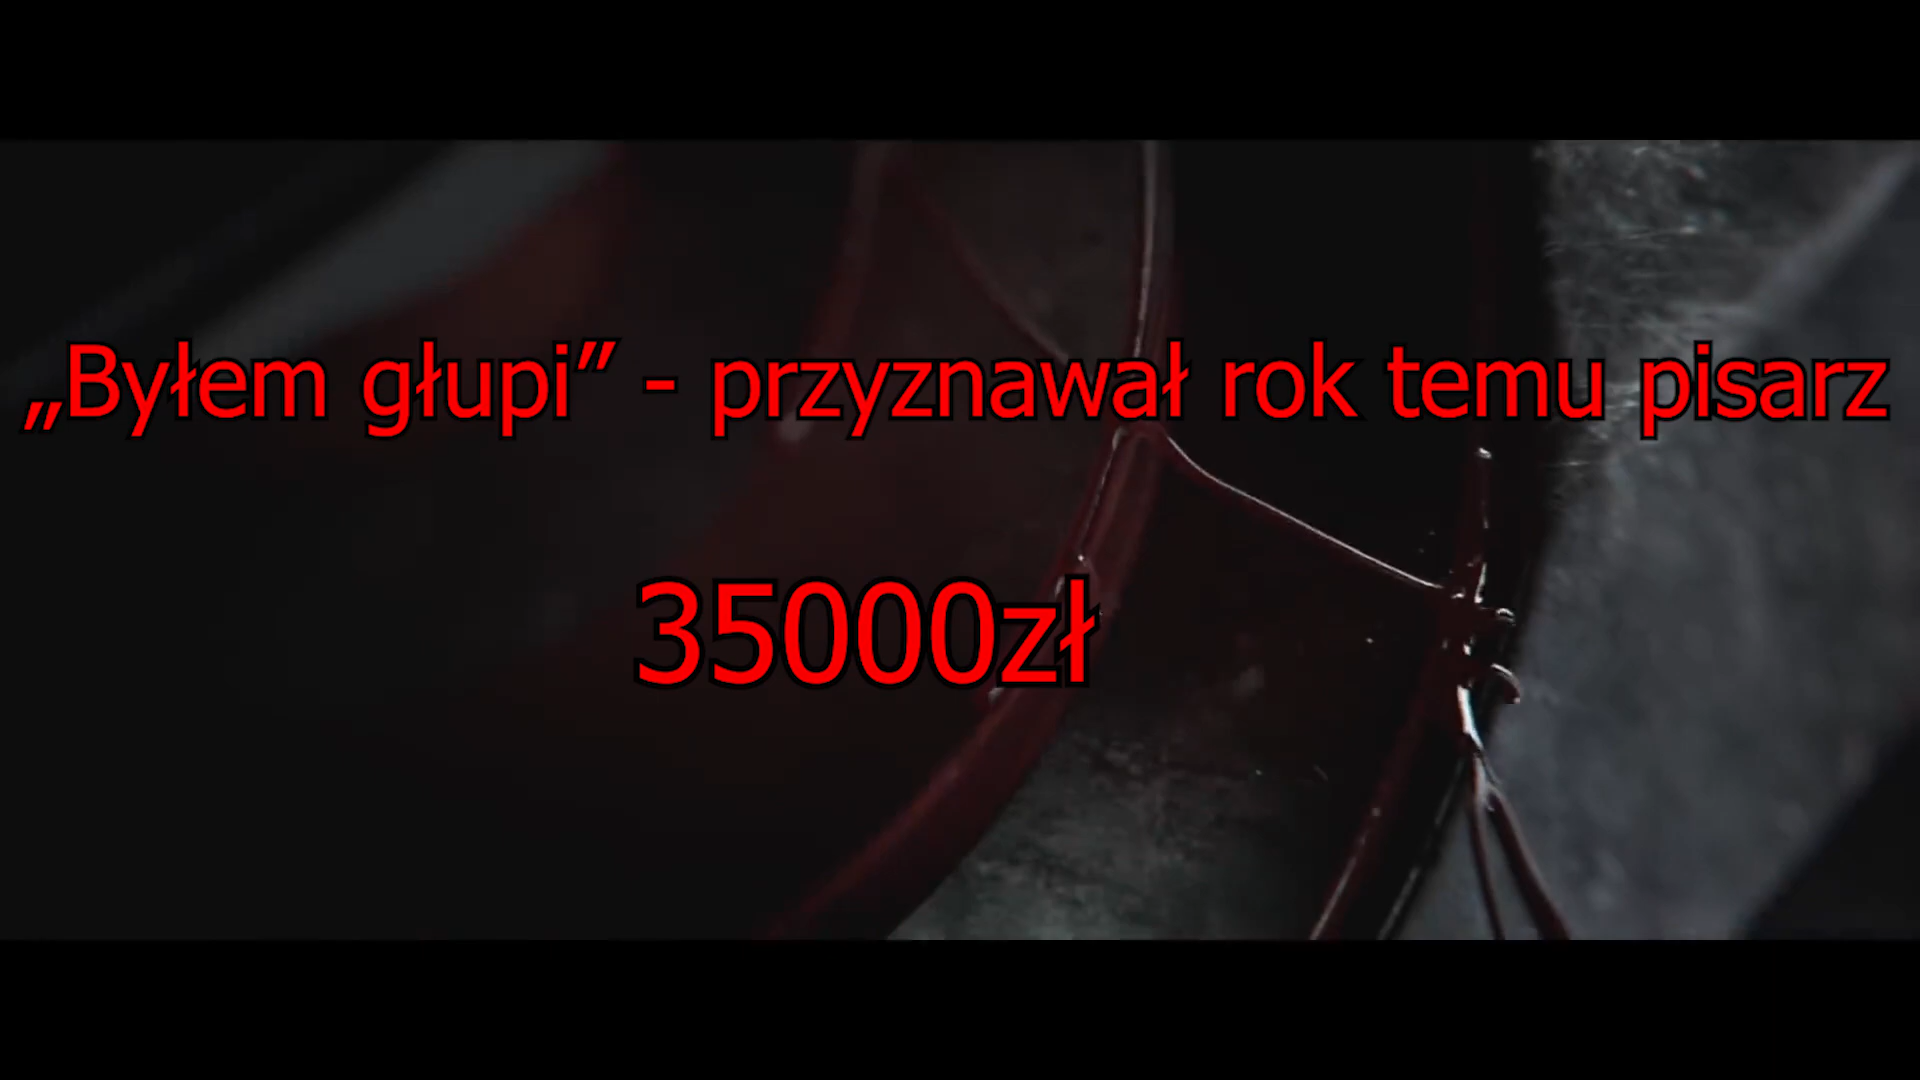 „Byłem głupi” - przyznawał rok temu pisarz
35000zł